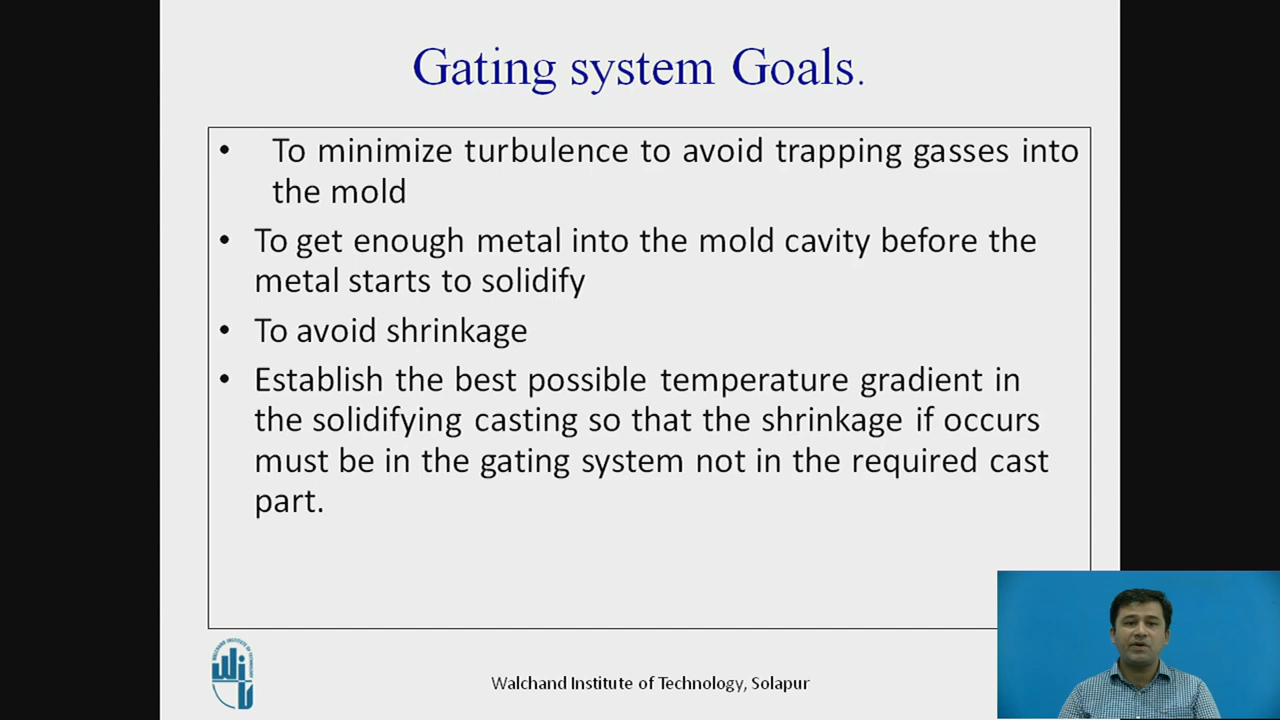 Gating system Goals.
• To minimize turbulence to avoid trapping gasses into
the mold
• To get enough metal into the mold cavity before the
metal starts to solidify
• To avoid shrinkage
• Establish the best possible temperature gradient in
the solidifying casting so that the shrinkage if occurs
must be in the gating system not in the required cast
part.
Walchand Institute of Technology, Solapur